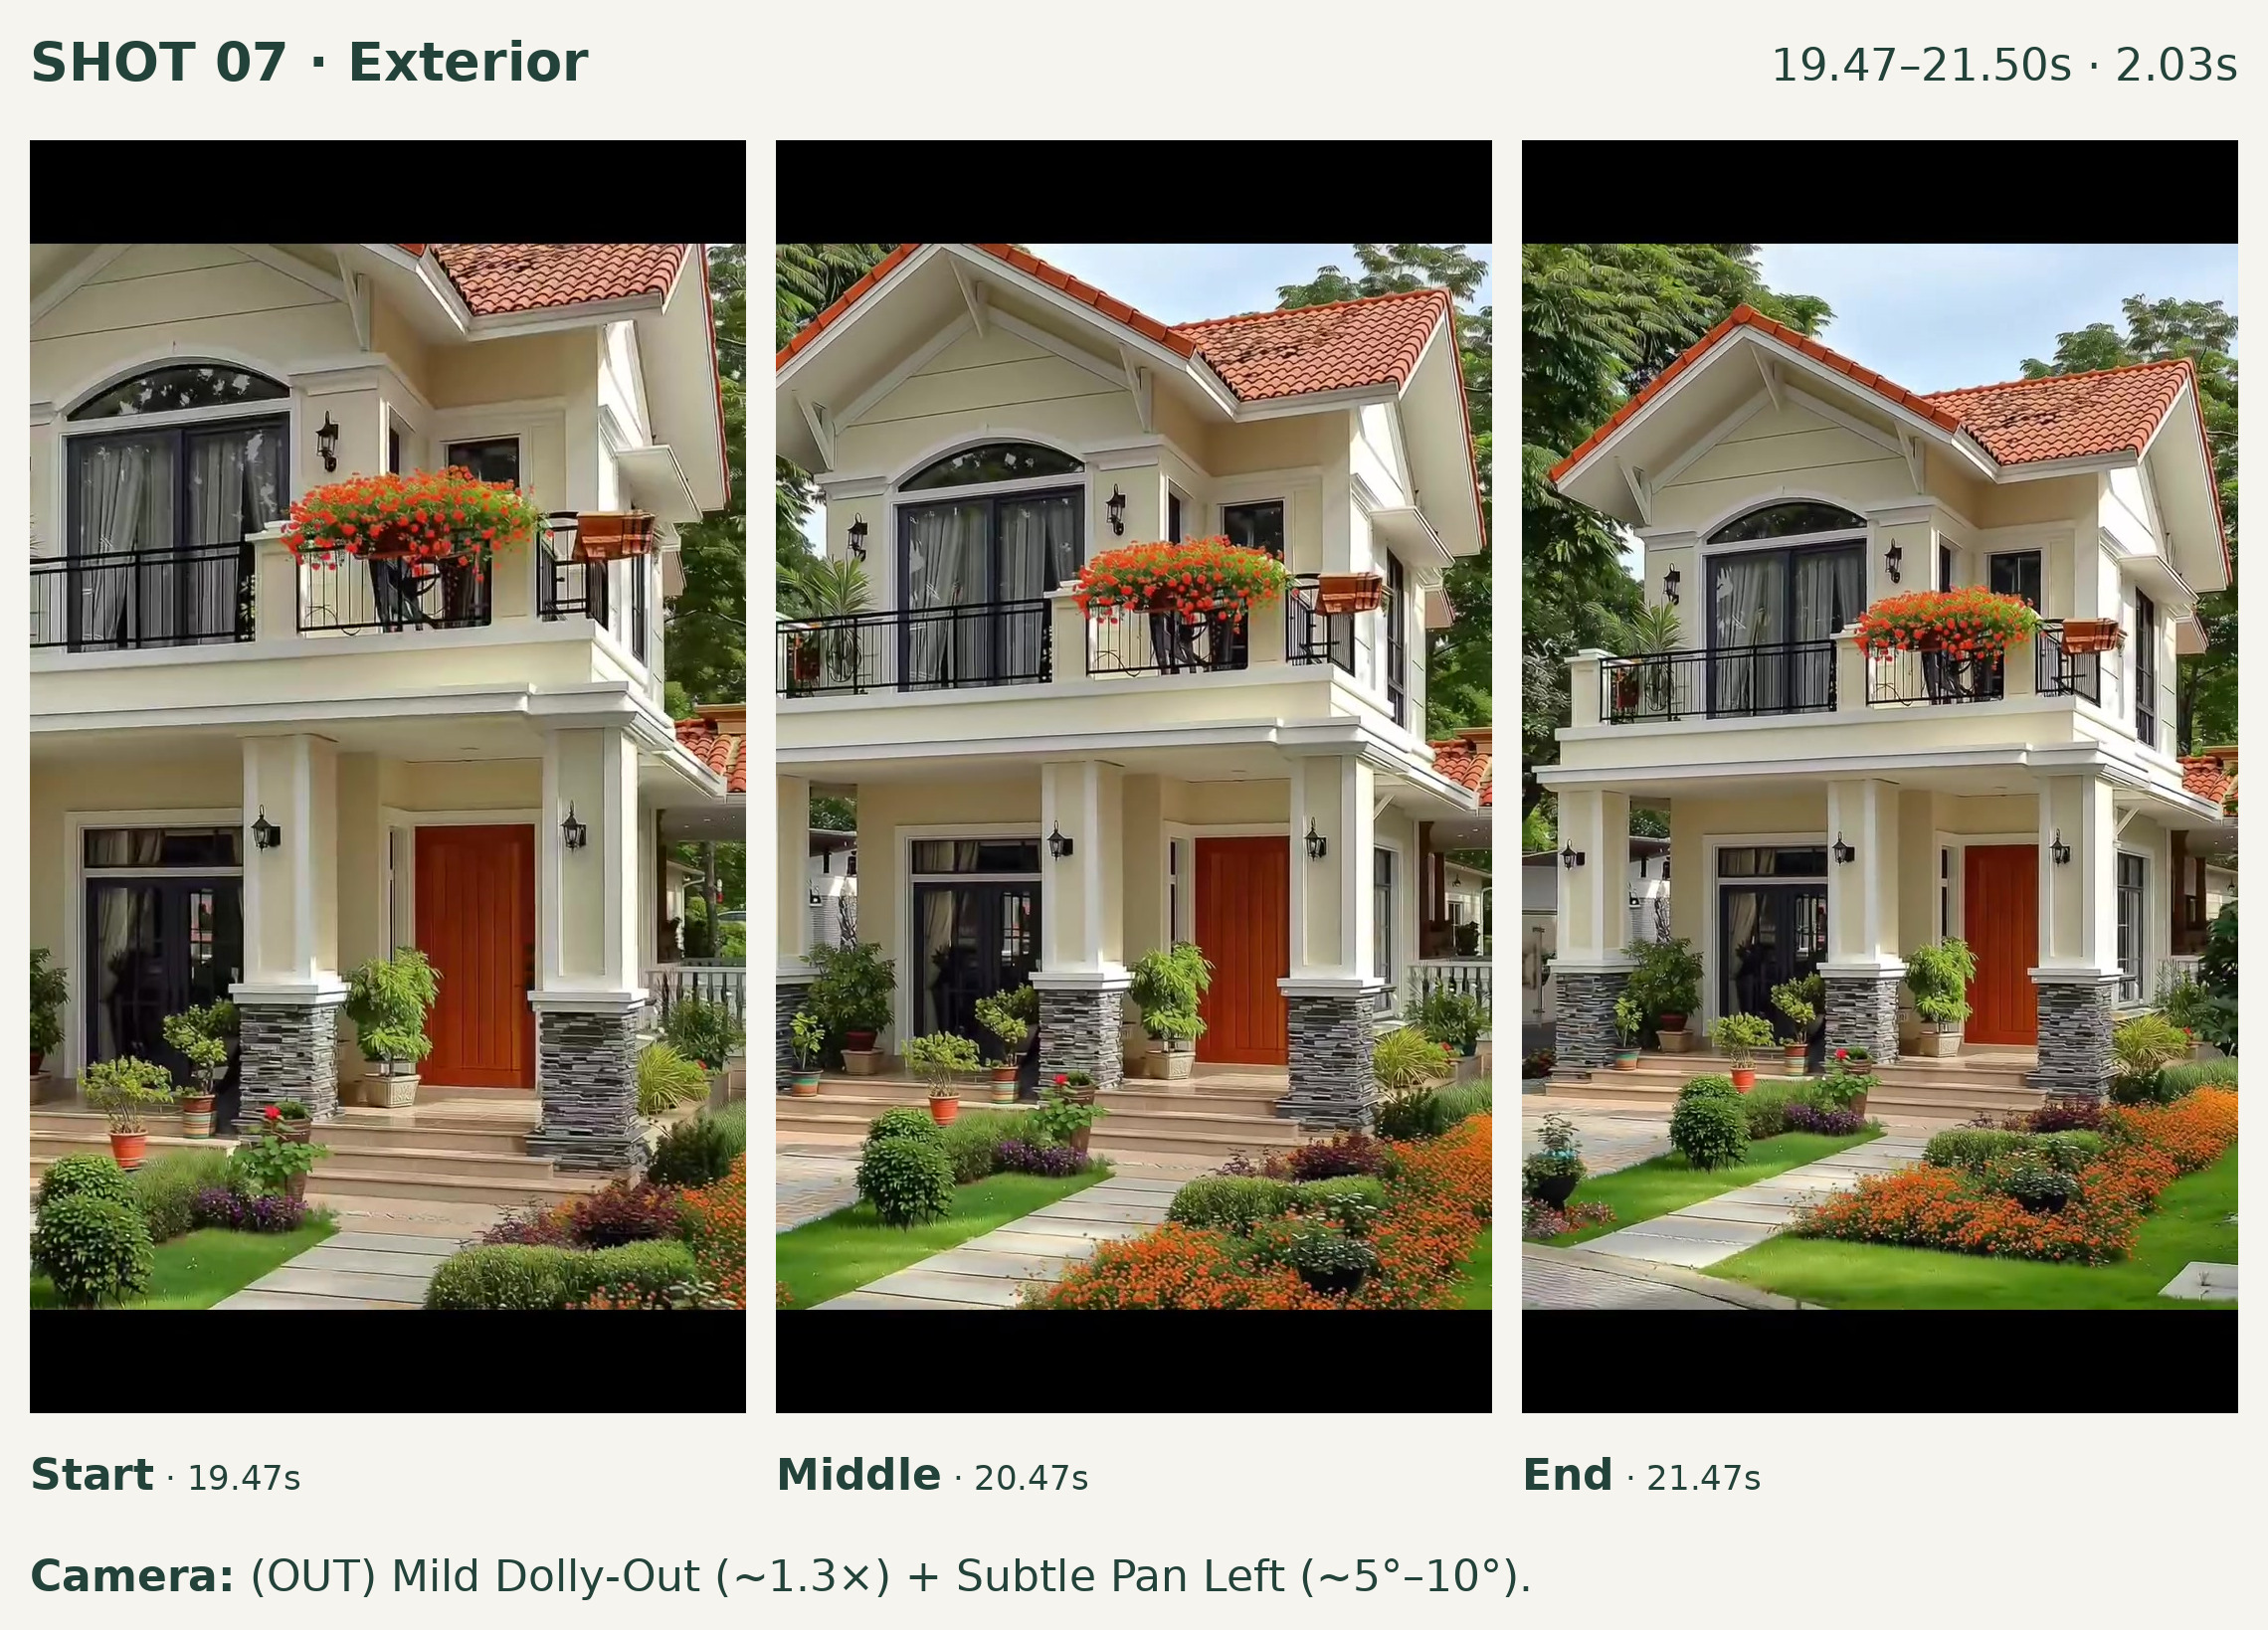 SHOT 07 · Exterior
19.47–21.50s · 2.03s
Start · 19.47s
Middle · 20.47s
End · 21.47s
Camera: (OUT) Mild Dolly-Out (~1.3×) + Subtle Pan Left (~5°–10°).